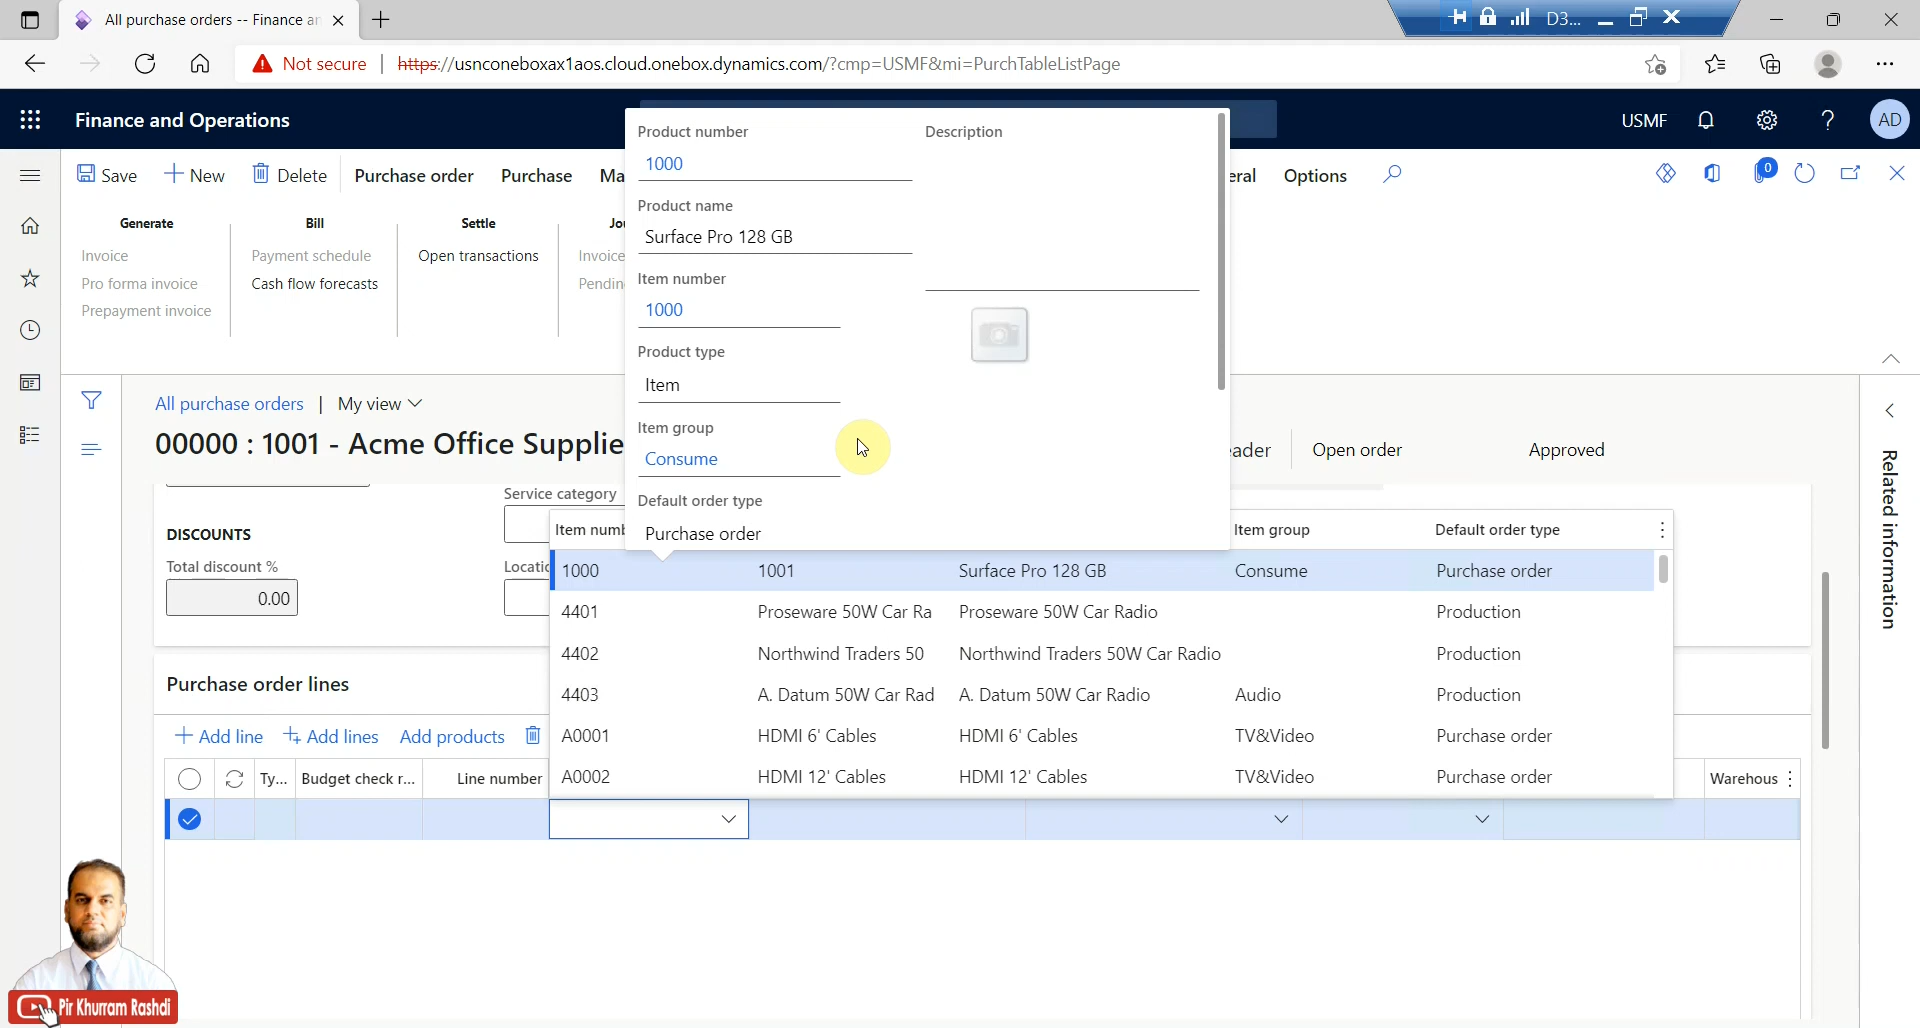 All purchase orders -- Finance ar
D3...
Not secure
https://usnconeboxax1aos.cloud.onebox.dynamics.com/?cmp=USMF&mi=PurchTableListPage
Finance and Operations
USMF
AD
Save
New
Delete
Purchase order
Purchase
Ma
eral
Options
0
Generate
Invoice
Pro forma invoice
Prepayment invoice
Bill
Payment schedule
Cash flow forecasts
Settle
Open transactions
Jou
Invoice
Pendin
Product number
1000
Product name
Surface Pro 128 GB
Item number
1000
Product type
Item
Item group
Consume
Default order type
Purchase order
Description
All purchase orders | My view
00000 : 1001 - Acme Office Supplie
eader
Open order
Approved
Related information
DISCOUNTS
Total discount %
0.00
Service category
Locatio
Item numb
Item group
Default order type
1000 1001 Surface Pro 128 GB Consume Purchase order
4401 Proseware 50W Car Ra Proseware 50W Car Radio Production
4402 Northwind Traders 50 Northwind Traders 50W Car Radio Production
4403 A. Datum 50W Car Rad A. Datum 50W Car Radio Audio Production
A0001 HDMI 6' Cables HDMI 6' Cables TV&Video Purchase order
A0002 HDMI 12' Cables HDMI 12' Cables TV&Video Purchase order
Purchase order lines
Add line
Add lines
Add products
Ty...
Budget check r...
Line number
Warehous
Pir Khurram Rashdi